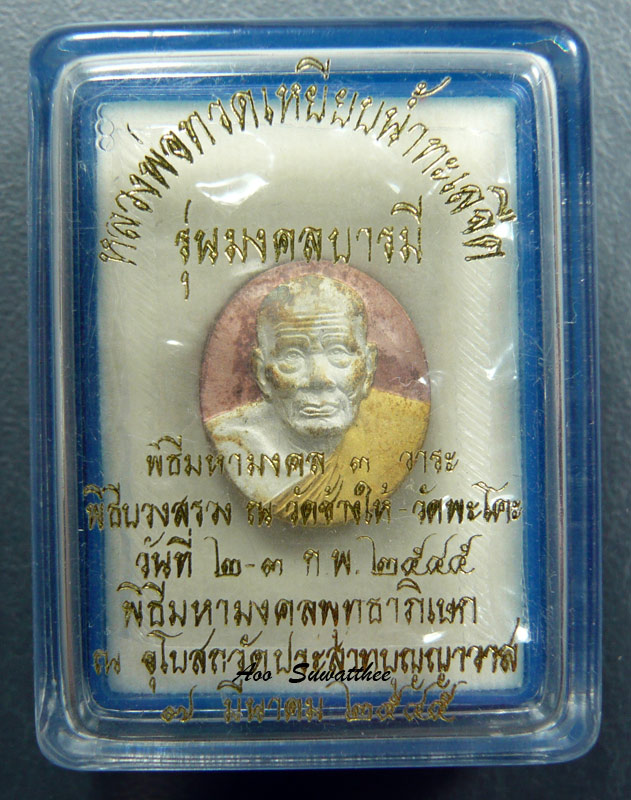 หลวงพ่อทวดเหยียบน้ำทะเลจืด
รุ่นมงคลบารมี
พิธีมหามงคล ๓ วาระ
พิธีบวงสรวง ณ วัดช้างให้-วัดพะโคะ
วันที่ ๒-๓ ก.พ. ๒๕๔๕
พิธีมหามงคลพุทธาภิเษก
ณ อุโบสถวัดประสาทบุญญาวาส
Aoo Suwatthee
๗ มีนาคม ๒๕๔๕